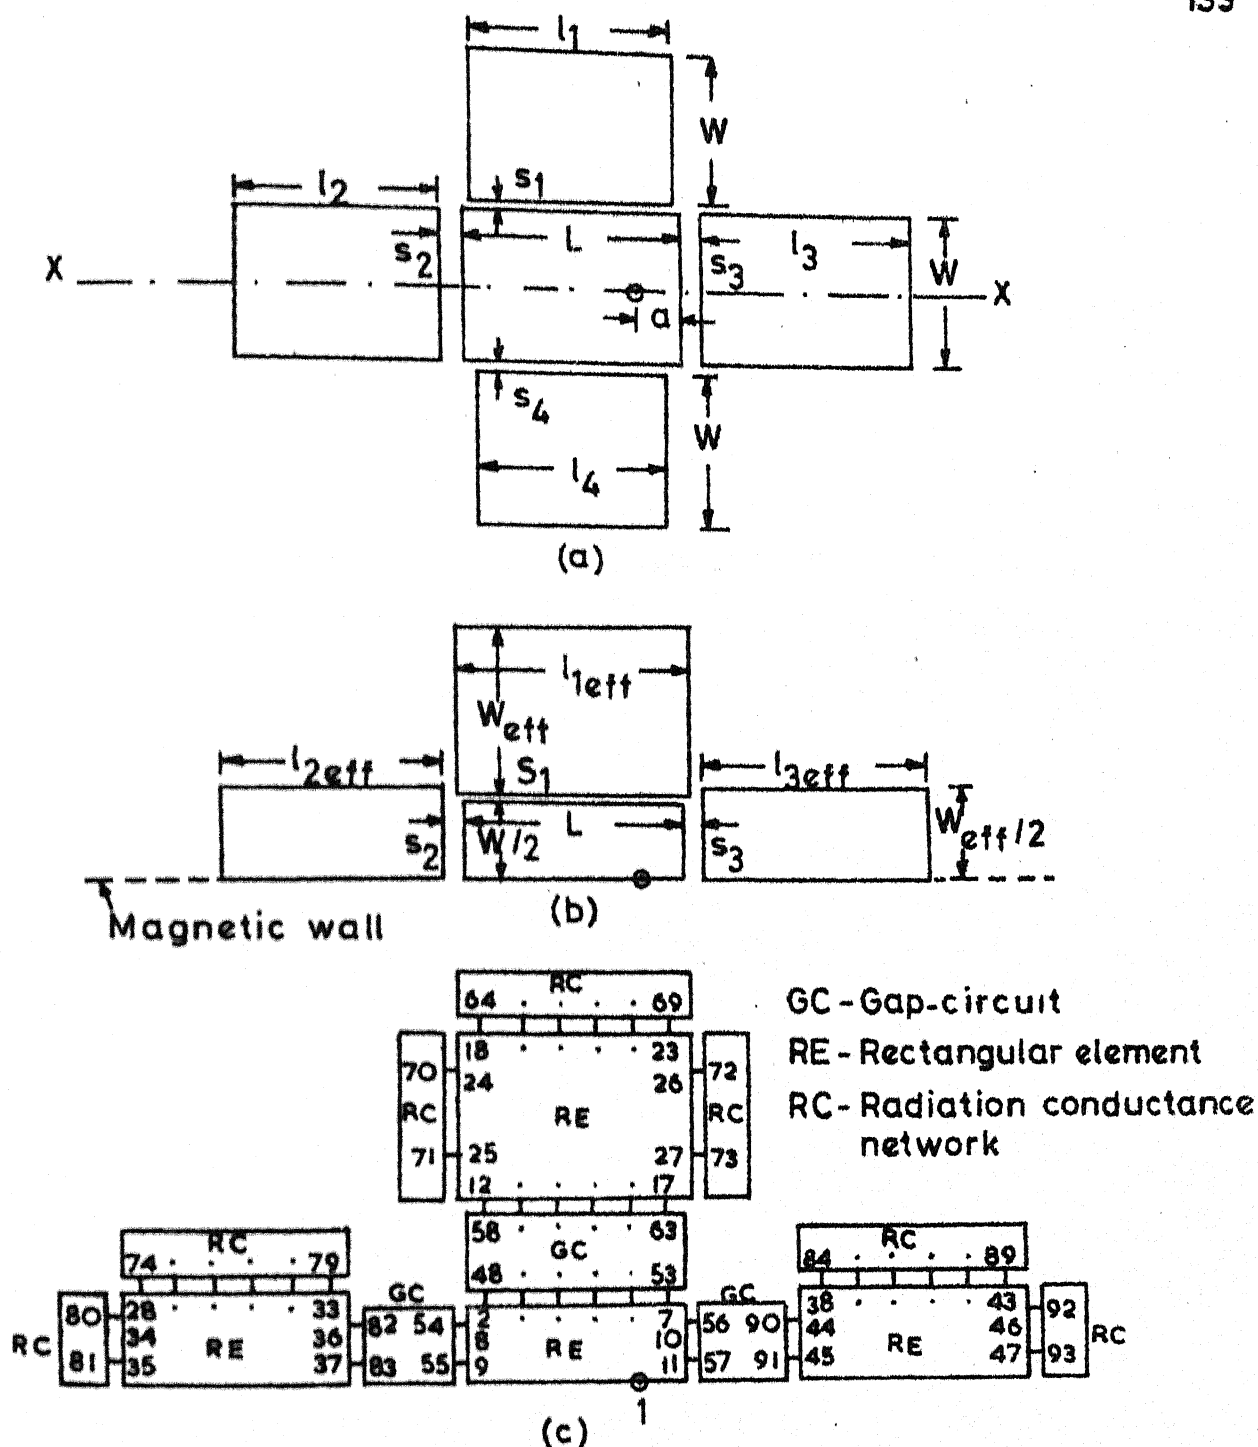 139
l1
W
s1
l2
L
l3
s2
s3
W
X
X
a
s4
W
l4
(a)
l1eff
Weff
l2eff
S1
l3eff
s2
W/2
L
s3
Weff/2
(b)
Magnetic wall
RC
64 . . . . 69
18 . . . . 23
70 24 26 72
RC RE RC
71 25 27 73
12 . . . . 17
58 . . . . 63
GC
48 . . . . 53
GC - Gap-circuit
RE - Rectangular element
RC - Radiation conductance
network
RC
74 . . . . 79
GC
GC
RC
84 . . . . 89
80 28 . . . . 33 82 54 2 . . . . 7 56 90 38 . . . . 43 92
34 36 8 10 44 46
RC RE RE RE RC
81 35 37 83 55 9 11 57 91 45 47 93
1
(c)